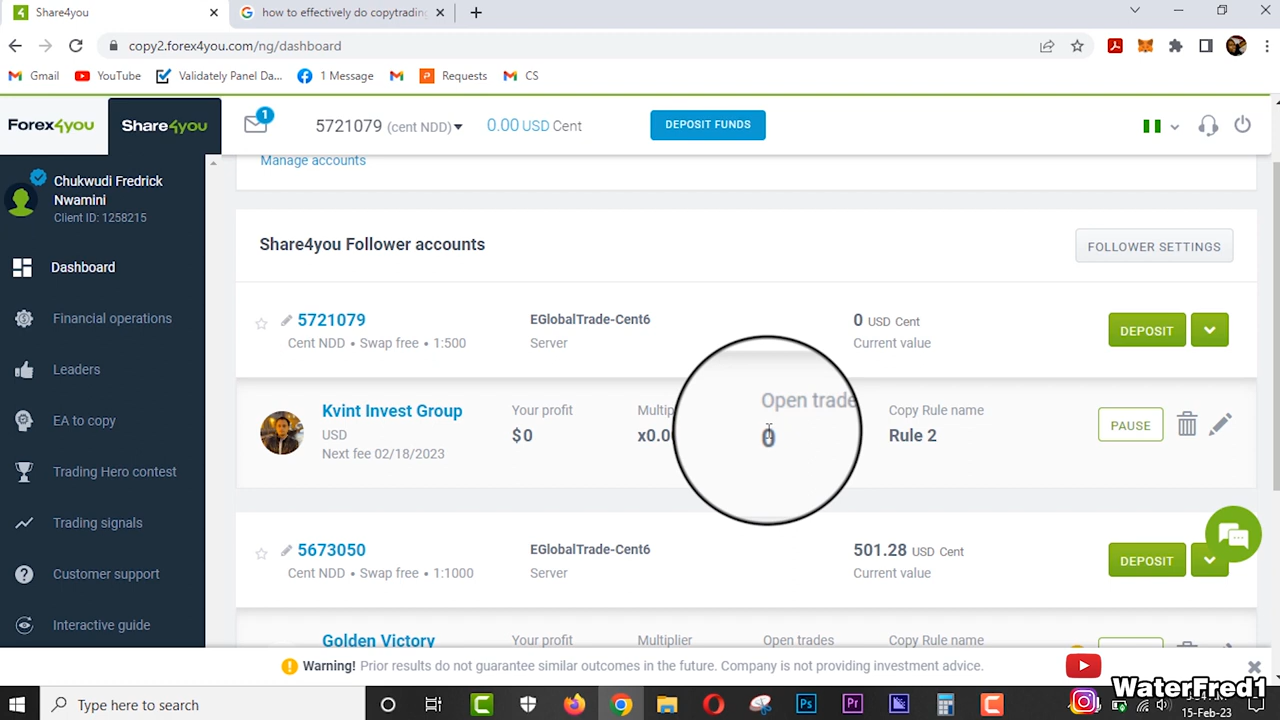 Share4you
how to effectively do copytrading
copy2.forex4you.com/ng/dashboard
Gmail
YouTube
Validately Panel Da...
1 Message
Requests
CS
Forex4you
Share4you
1
5721079 (cent NDD)
0.00 USD Cent
DEPOSIT FUNDS
Manage accounts
Chukwudi Fredrick
Nwamini
Client ID: 1258215
Dashboard
Financial operations
Leaders
EA to copy
Trading Hero contest
Trading signals
Customer support
Interactive guide
Share4you Follower accounts
FOLLOWER SETTINGS
5721079
EGlobalTrade-Cent6
0 USD Cent
DEPOSIT
Cent NDD • Swap free • 1:500
Server
Current value
Kvint Invest Group
Your profit
Open trade
Copy Rule name
USD
$0
0
Rule 2
PAUSE
Next fee 02/18/2023
5673050
EGlobalTrade-Cent6
501.28 USD Cent
DEPOSIT
Cent NDD • Swap free • 1:1000
Server
Current value
Golden Victory
Your profit
Multiplier
Open trades
Copy Rule name
Warning! Prior results do not guarantee similar outcomes in the future. Company is not providing investment advice.
WaterFred1
Type here to search
15-Feb-23